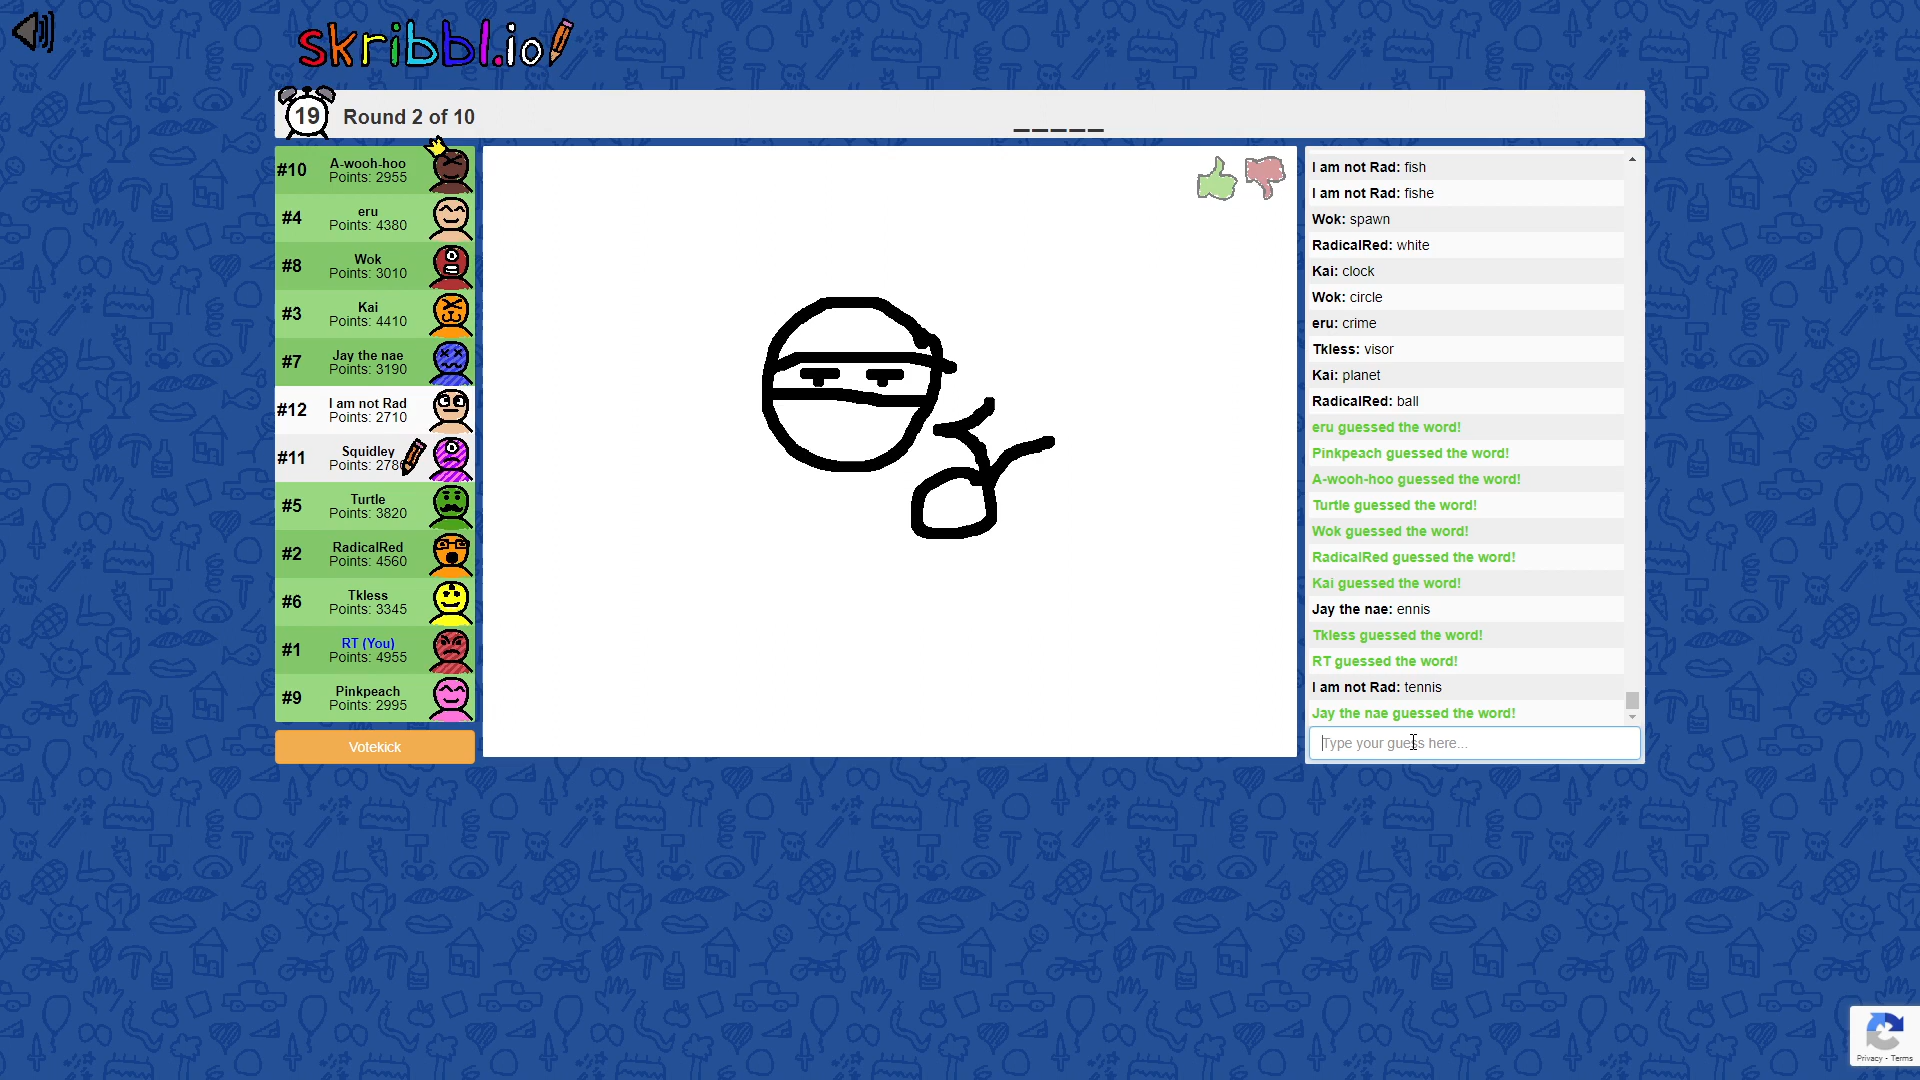 skribbl.io
19
Round 2 of 10
_____
#10
A-wooh-hoo
Points: 2955
#4
eru
Points: 4380
#8
Wok
Points: 3010
#3
Kai
Points: 4410
#7
Jay the nae
Points: 3190
#12
I am not Rad
Points: 2710
#11
Squidley
Points: 278
#5
Turtle
Points: 3820
#2
RadicalRed
Points: 4560
#6
Tkless
Points: 3345
#1
RT (You)
Points: 4955
#9
Pinkpeach
Points: 2995
Votekick
I am not Rad: fish
I am not Rad: fishe
Wok: spawn
RadicalRed: white
Kai: clock
Wok: circle
eru: crime
Tkless: visor
Kai: planet
RadicalRed: ball
eru guessed the word!
Pinkpeach guessed the word!
A-wooh-hoo guessed the word!
Turtle guessed the word!
Wok guessed the word!
RadicalRed guessed the word!
Kai guessed the word!
Jay the nae: ennis
Tkless guessed the word!
RT guessed the word!
I am not Rad: tennis
Jay the nae guessed the word!
Type your guess here...
Privacy - Terms